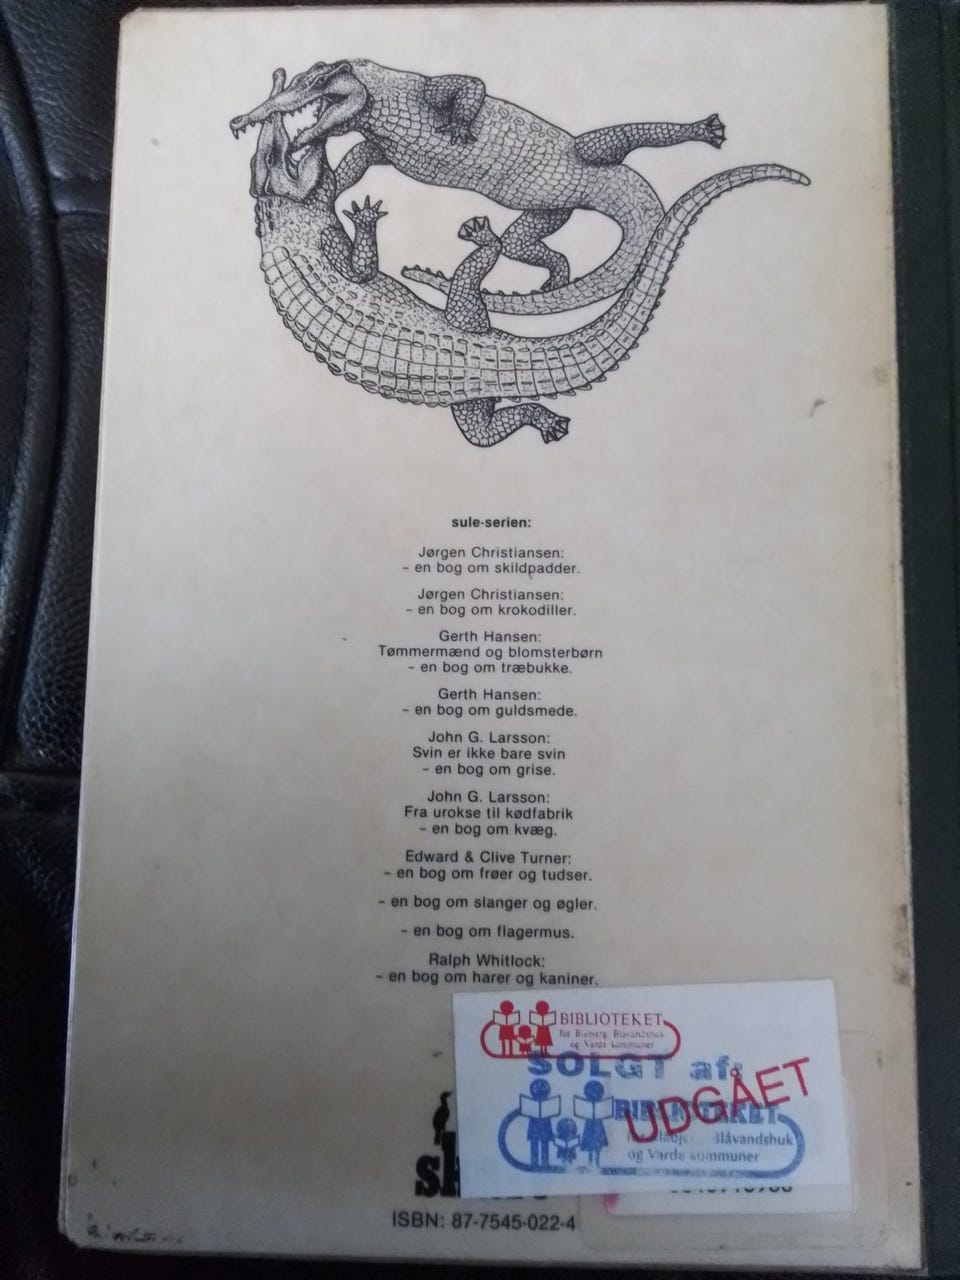 sule-serien:
Jørgen Christiansen:
– en bog om skildpadder.
Jørgen Christiansen:
– en bog om krokodiller.
Gerth Hansen:
Tømmermænd og blomsterbørn
– en bog om træbukke.
Gerth Hansen:
– en bog om guldsmede.
John G. Larsson:
Svin er ikke bare svin
– en bog om grise.
John G. Larsson:
Fra urokse til kødfabrik
– en bog om kvæg.
Edward & Clive Turner:
– en bog om frøer og tudser.
– en bog om slanger og øgler.
– en bog om flagermus.
Ralph Whitlock:
– en bog om harer og kaniner.
BIBLIOTEKET
for Blåbjerg, Blåvandshuk
og Varde kommuner
SOLGT af:
BIBLIOTEKET
UDGÅET
Blåvandshuk
og Varde kommuner
ISBN: 87-7545-022-4